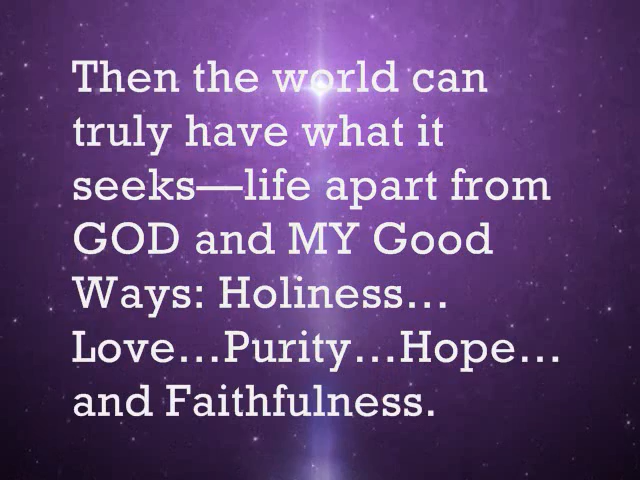 Then the world can
truly have what it
seeks—life apart from
GOD and MY Good
Ways: Holiness...
Love...Purity...Hope...
and Faithfulness.